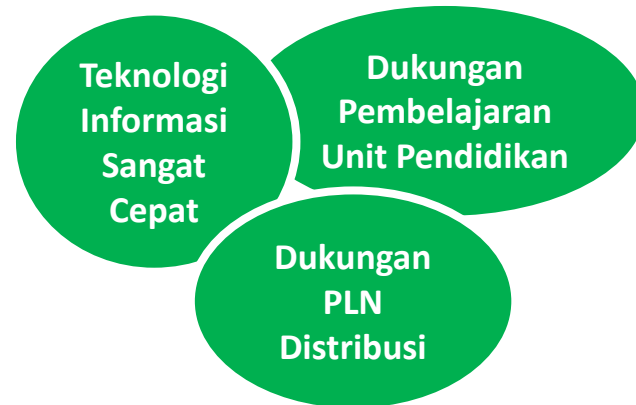 Teknologi
Informasi
Sangat
Cepat
Dukungan
Pembelajaran
Unit Pendidikan
Dukungan
PLN
Distribusi